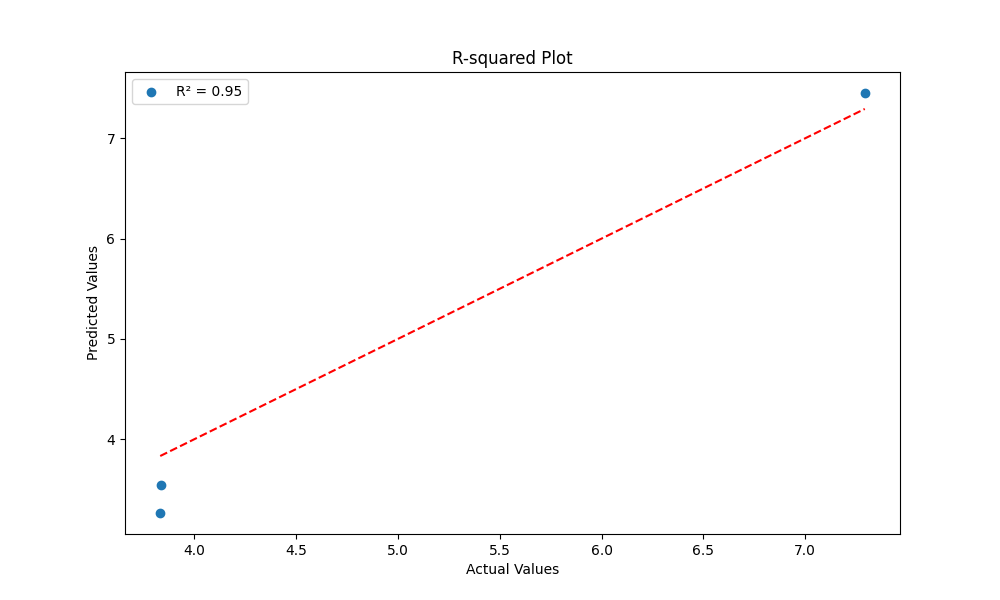 R-squared Plot
R² = 0.95
7
6
5
4
Predicted Values
4.0 4.5 5.0 5.5 6.0 6.5 7.0
Actual Values